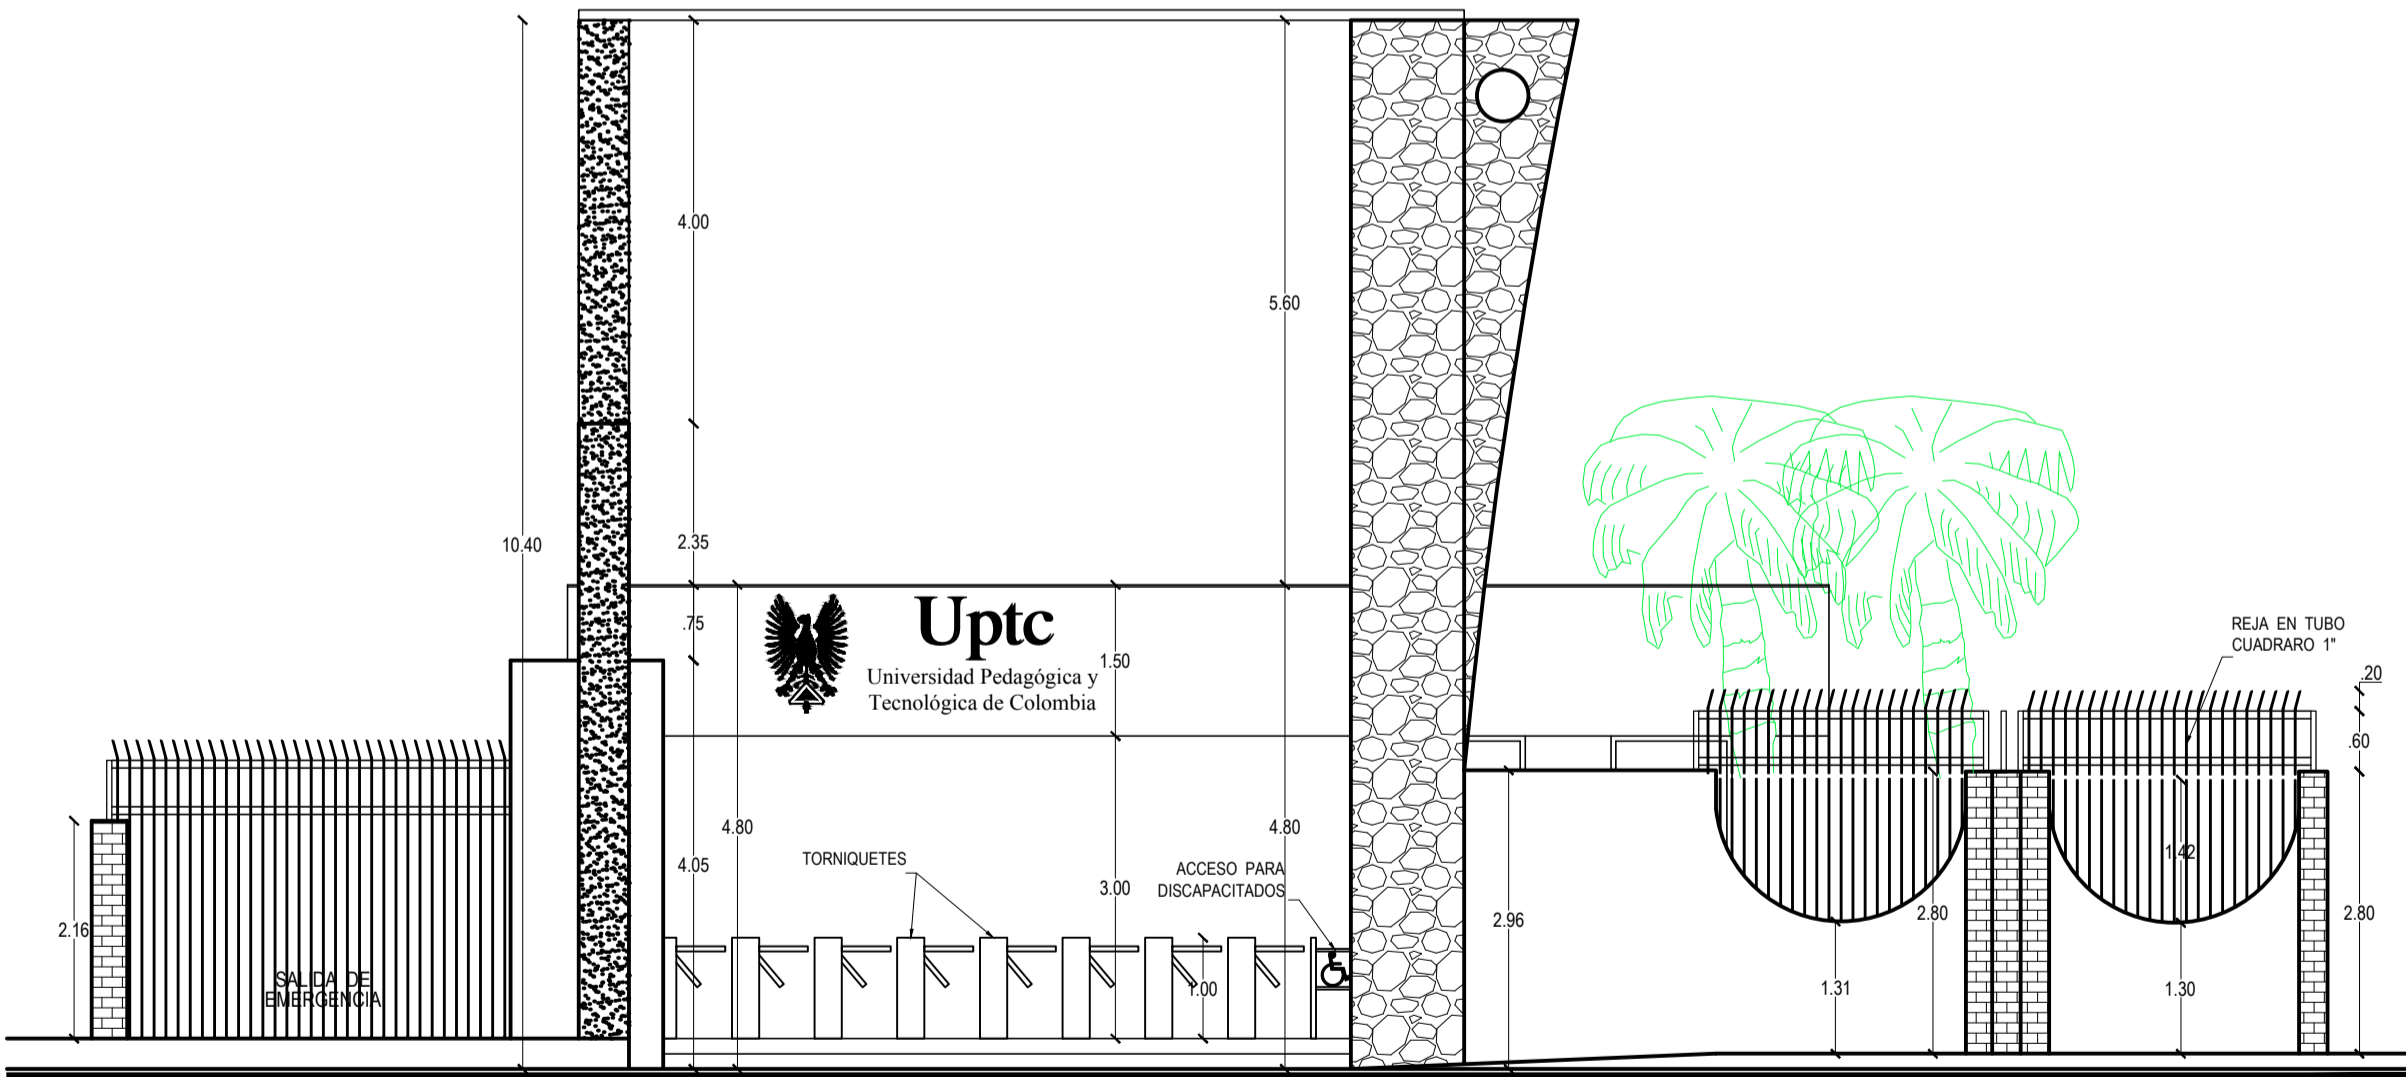 4.00
5.60
10.40
2.35
.75
Uptc
Universidad Pedagógica y
Tecnológica de Colombia
1.50
REJA EN TUBO
CUADRARO 1"
.20
.60
4.80
4.80
TORNIQUETES
4.05
ACCESO PARA
DISCAPACITADOS
3.00
1.42
2.16
2.96
2.80
2.80
SALIDA DE
EMERGENCIA
1.00
1.31
1.30